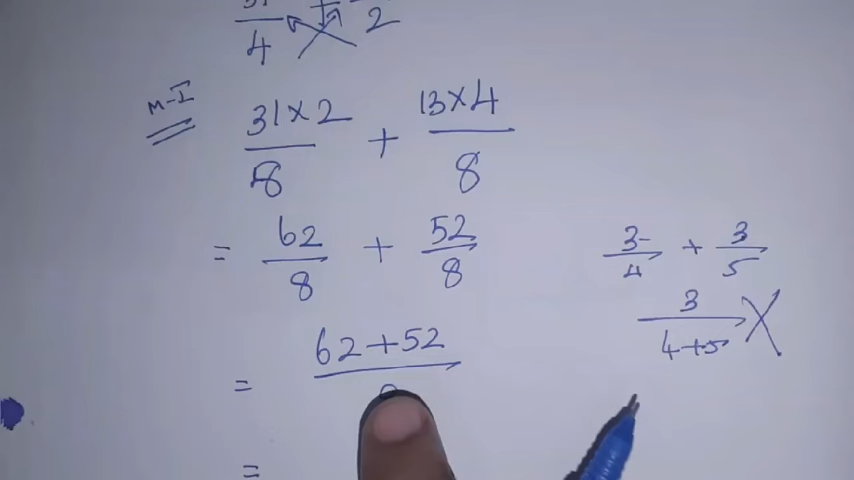 31/4 + /2
M-I
(31×2)/8 + (13×4)/8
= 62/8 + 52/8
3/4 + 3/5
3/(4+5) ×
= (62+52)/
=